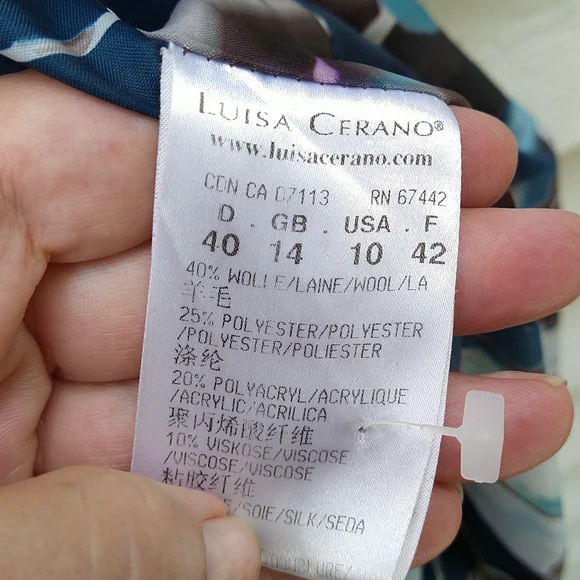 LUISA CERANO®
www.luisacerano.com
CDN CA 07113 RN 67442
D . GB . USA . F
40 14 10 42
40% WOLLE/LAINE/WOOL/LA
羊毛
25% POLYESTER/POLYESTER
/POLYESTER/POLIESTER
涤纶
20% POLYACRYL/ACRYLIQUE
/ACRYLIC/ACRILICA
聚丙烯酸纤维
10% VISKOSE/VISCOSE
/VISCOSE/VISCOSE
粘胶纤维
/SOIE/SILK/SEDA